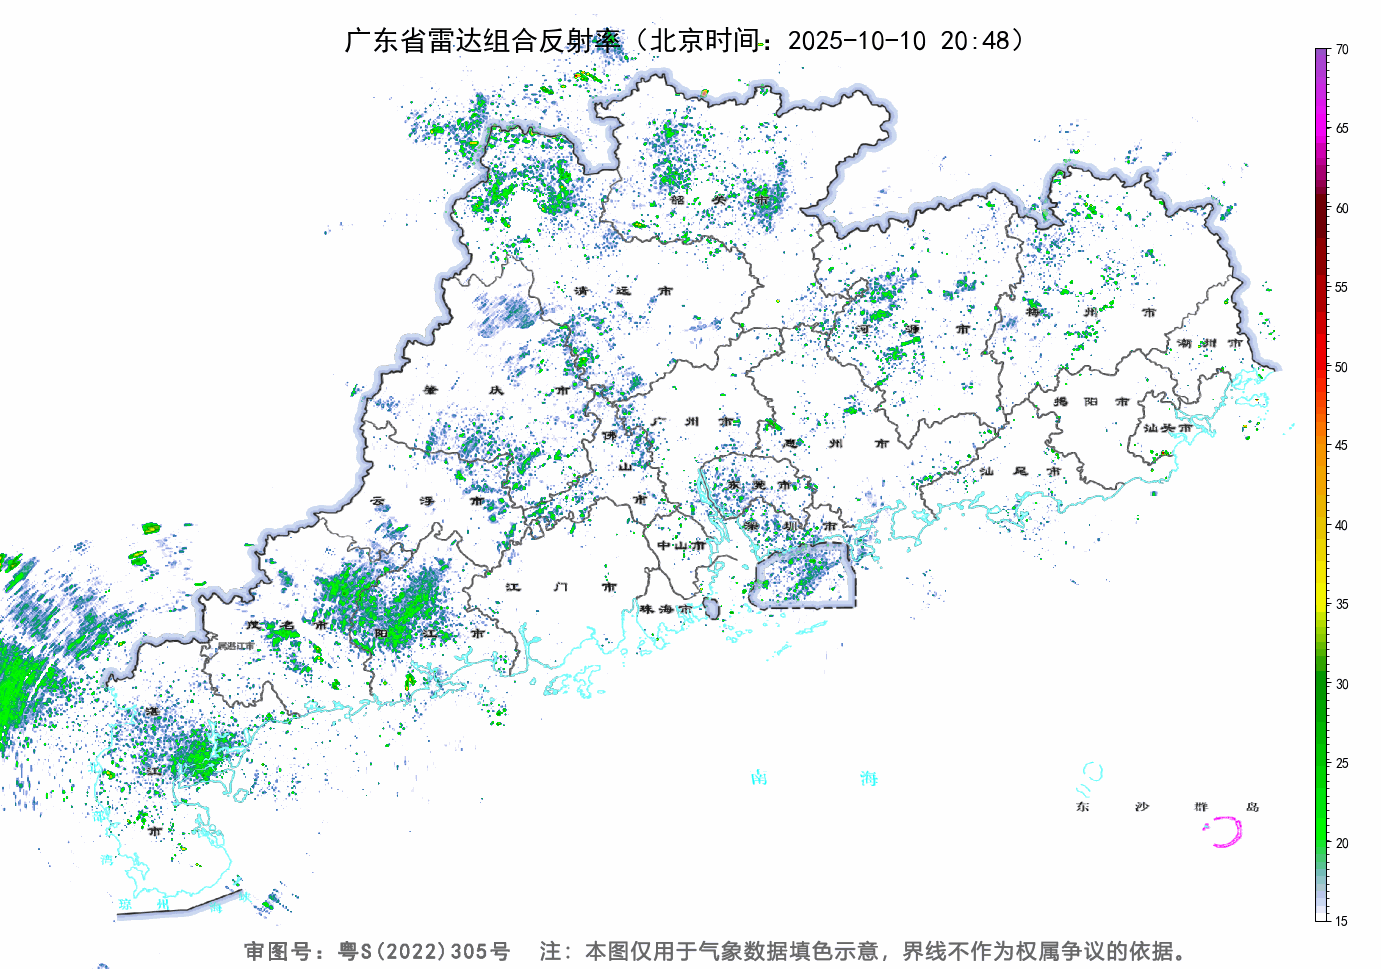 广东省雷达组合反射率（北京时间：2025-10-10 20:48）
70
65
60
55
50
45
40
35
30
25
20
15
韶关市
清远市
河源市
梅州市
潮州市
肇庆市
广州市
惠州市
揭阳市
汕头市
佛山市
云浮市
东莞市
汕尾市
深圳市
中山市
江门市
珠海市
茂名市
阳江市
属湛江市
湛江市
南海
东沙群岛
湾
琼州海峡
审图号：粤S(2022)305号 注：本图仅用于气象数据填色示意，界线不作为权属争议的依据。